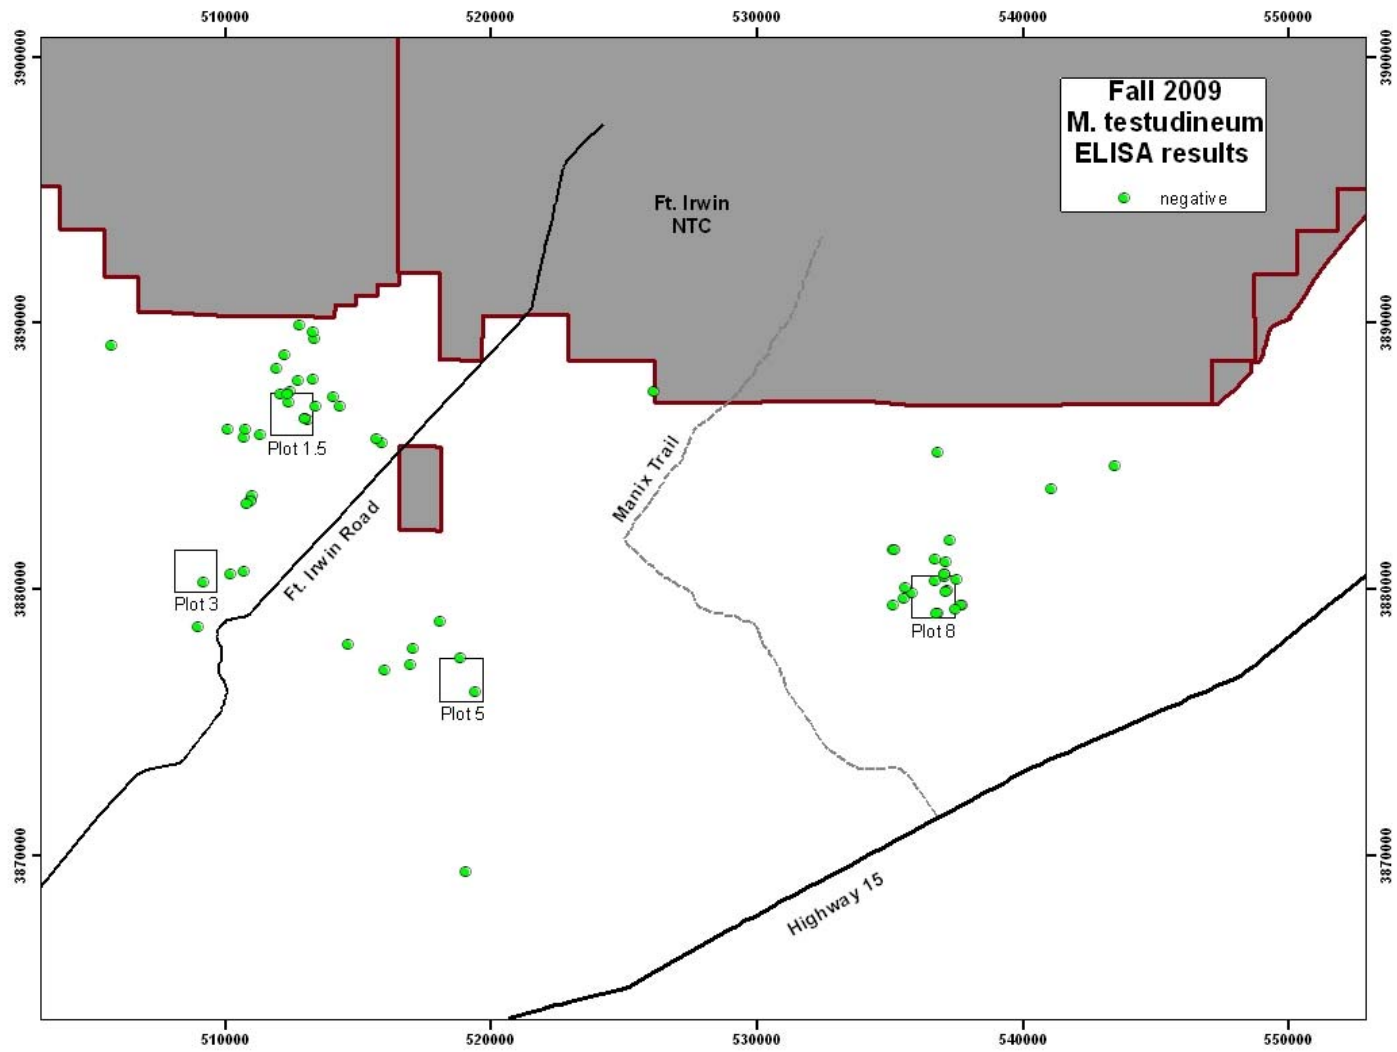 510000
520000
530000
540000
550000
3900000
3900000
Fall 2009
M. testudineum
ELISA results
negative
Ft. Irwin
NTC
3890000
3890000
Plot 1.5
Manix Trail
Ft. Irwin Road
3880000
3880000
Plot 3
Plot 8
Plot 5
3870000
3870000
Highway 15
510000
520000
530000
540000
550000